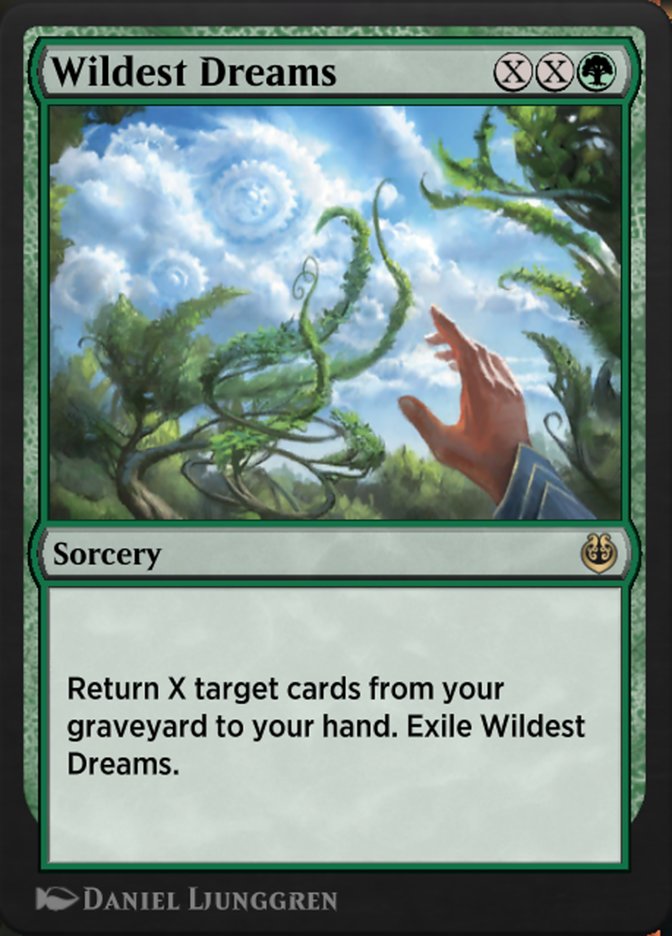 Wildest Dreams X X
Sorcery
Return X target cards from your
graveyard to your hand. Exile Wildest
Dreams.
Daniel Ljunggren